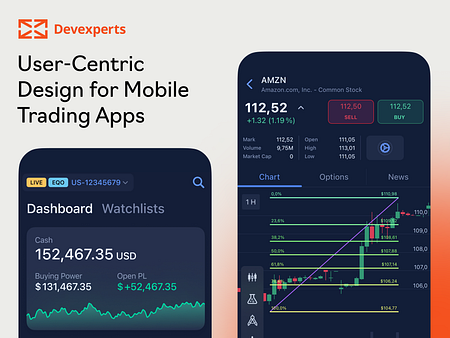 Devexperts
User-Centric
Design for Mobile
Trading Apps
LIVE EQO US-12345679
Dashboard Watchlists
Cash
152,467.35 USD
Buying Power Open PL
$131,467.35 $+52,467.35
AMZN
Amazon.com, Inc. - Common Stock
112,52
+1.32 (1.19%)
112,50 SELL
112,52 BUY
Mark 112,52 Open 111,05
Volume 9,75M High 113,01
Market Cap 0 Low 111,05
Chart Options News
1 H
0,0% $110,98
23,6%
38,2% $108,61
50,0% $107,88
61,8% $107,14
$106,24
100,0% $104,77
110,0
109,0
108,0
107,0
106,0